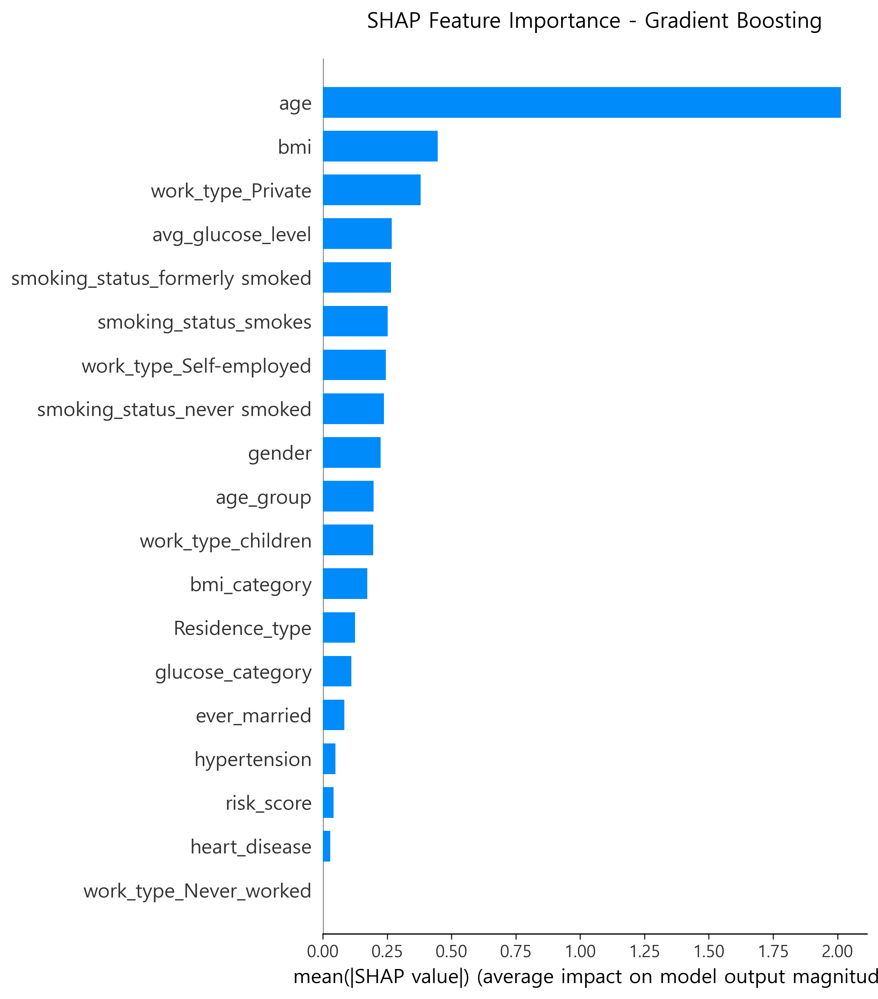 SHAP Feature Importance - Gradient Boosting
age
bmi
work_type_Private
avg_glucose_level
smoking_status_formerly smoked
smoking_status_smokes
work_type_Self-employed
smoking_status_never smoked
gender
age_group
work_type_children
bmi_category
Residence_type
glucose_category
ever_married
hypertension
risk_score
heart_disease
work_type_Never_worked
0.00 0.25 0.50 0.75 1.00 1.25 1.50 1.75 2.00
mean(|SHAP value|) (average impact on model output magnitud